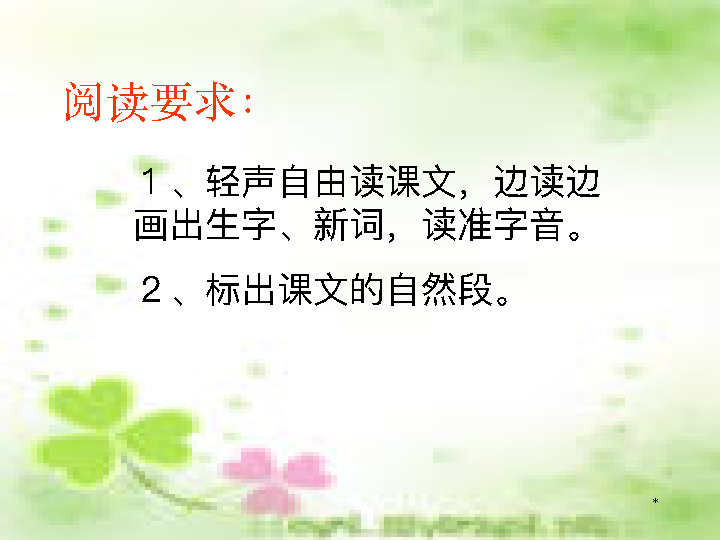 阅读要求：
１、轻声自由读课文，边读边
画出生字、新词，读准字音。
２、标出课文的自然段。
*